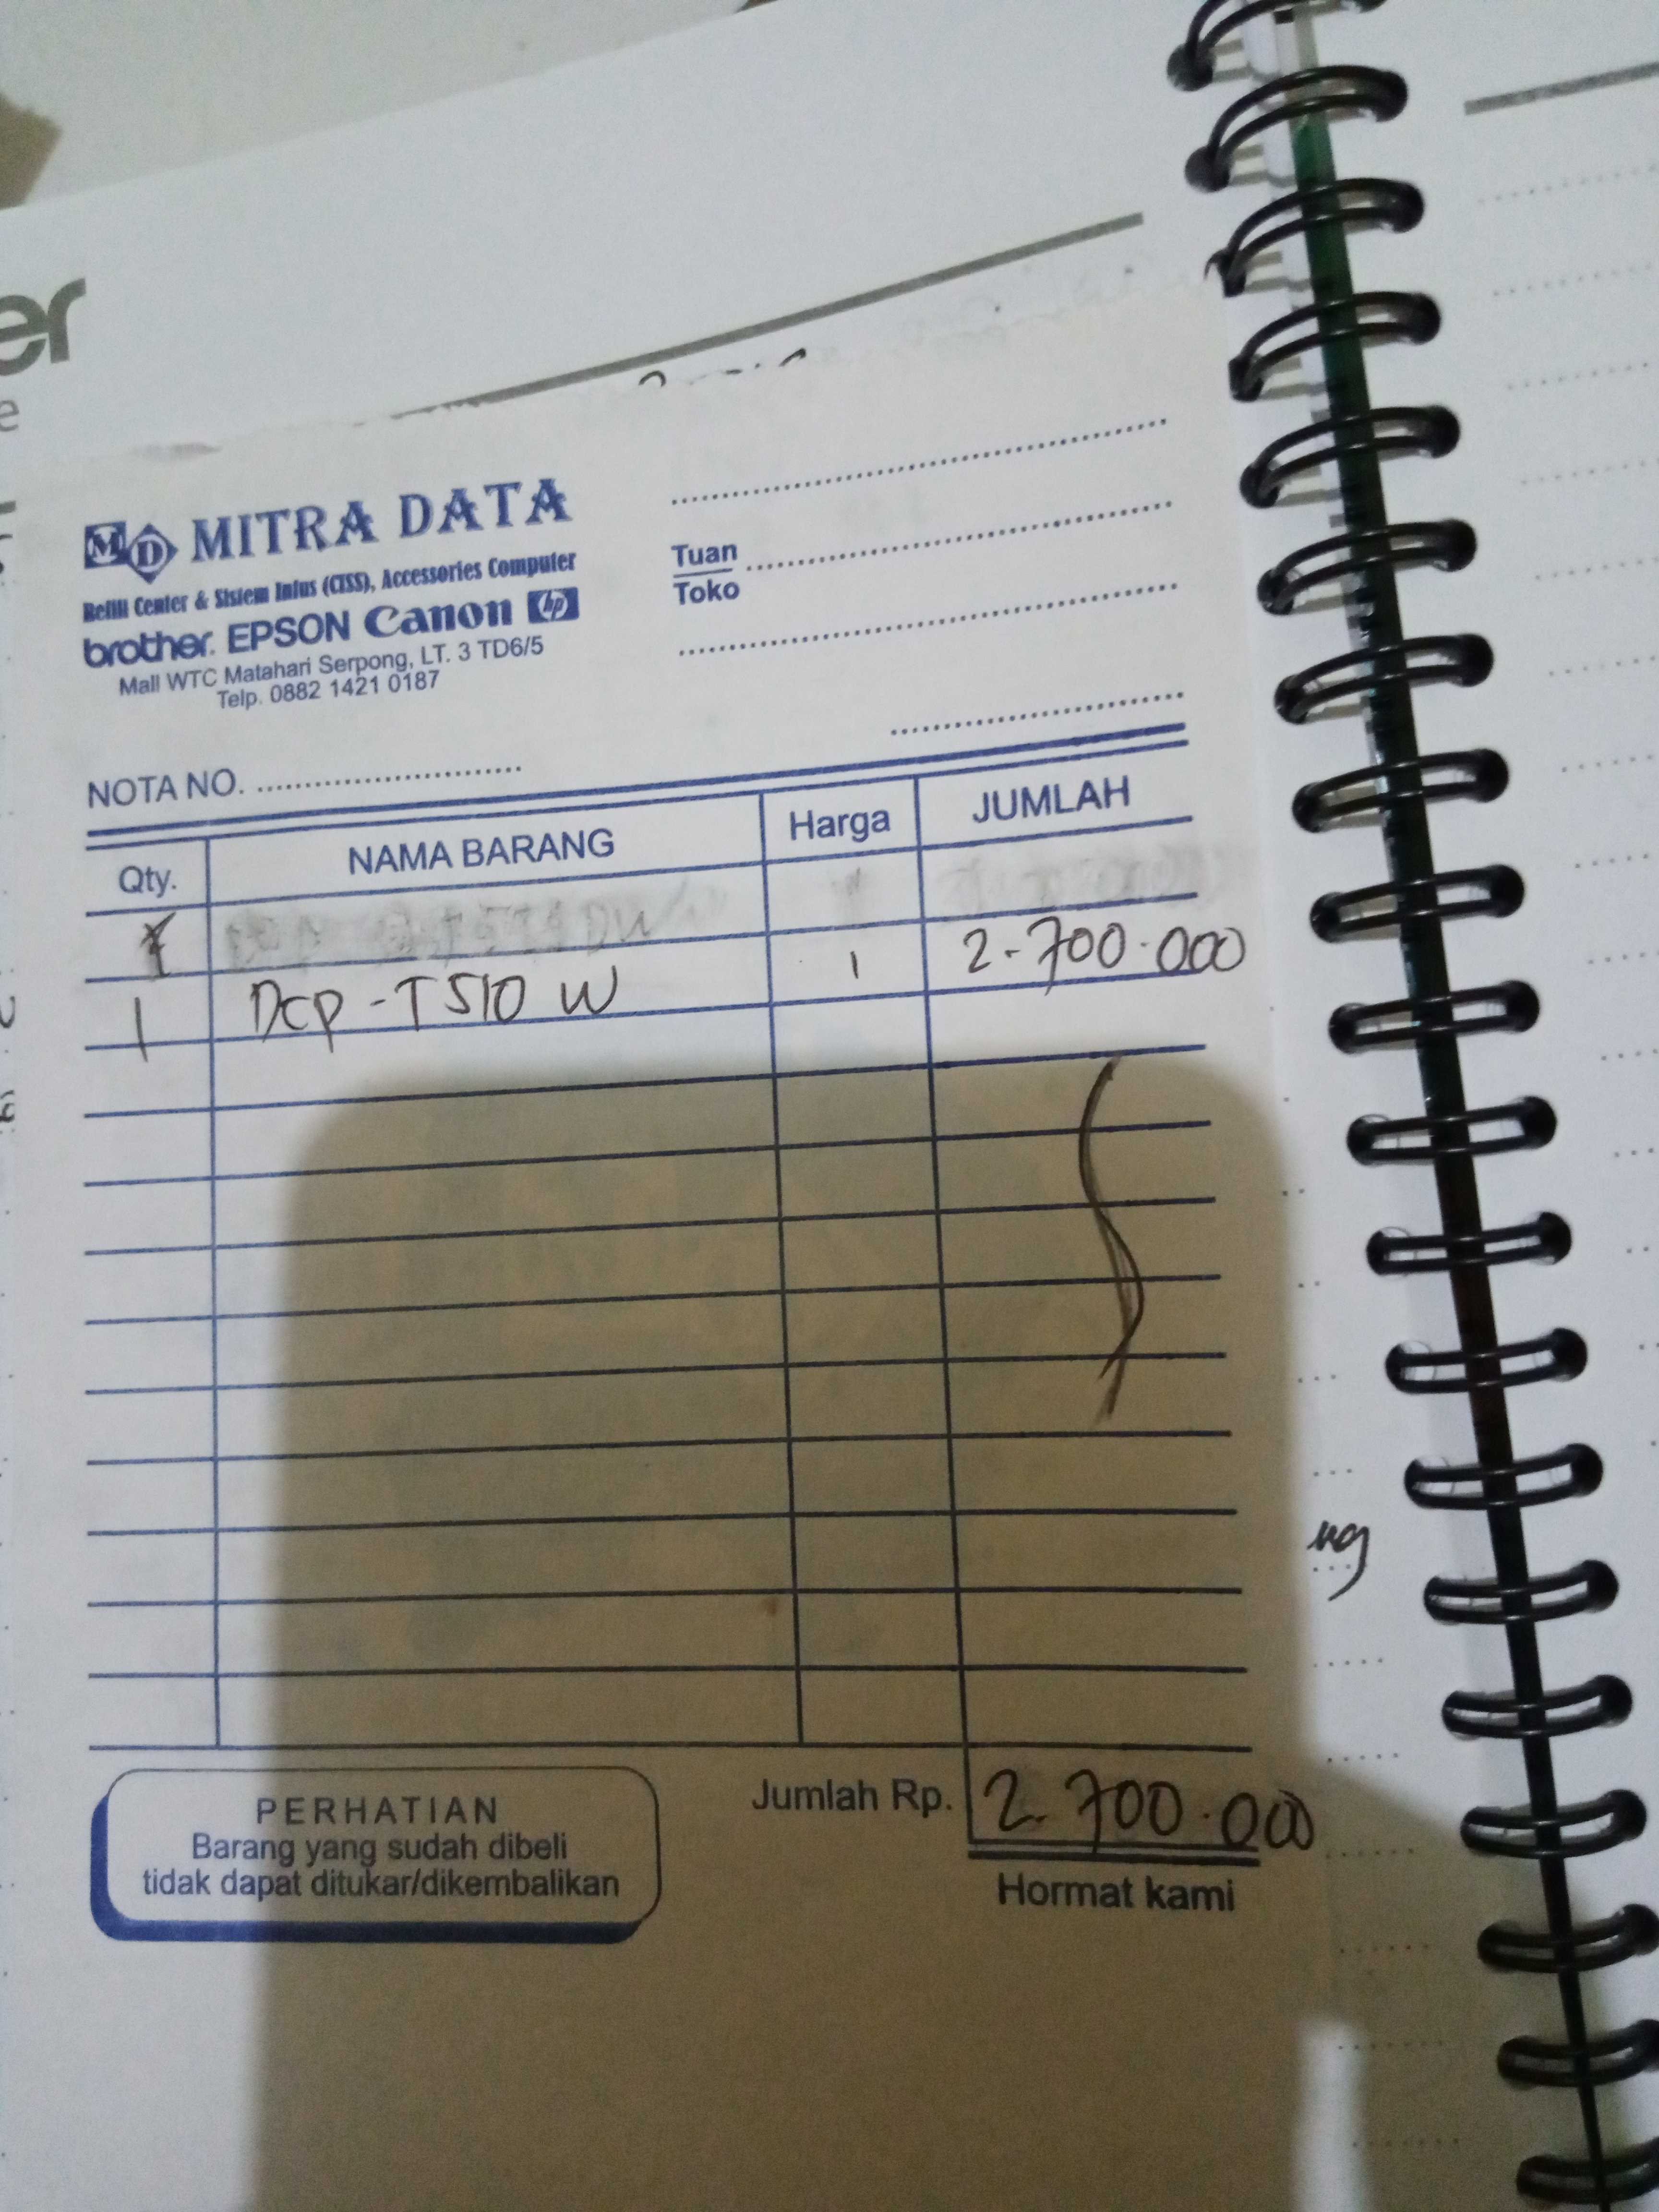 er
e
MD MITRA DATA
Refill Center & Sistem Infus (CISS), Accessories Computer
brother. EPSON Canon hp
Mall WTC Matahari Serpong, LT. 3 TD6/5
Telp. 0882 1421 0187
Tuan
Toko
NOTA NO.
Qty. NAMA BARANG Harga JUMLAH
1 DCP-T510 W 1 2.700.000
ng
Jumlah Rp. 2.700.000
PERHATIAN
Barang yang sudah dibeli
tidak dapat ditukar/dikembalikan
Hormat kami